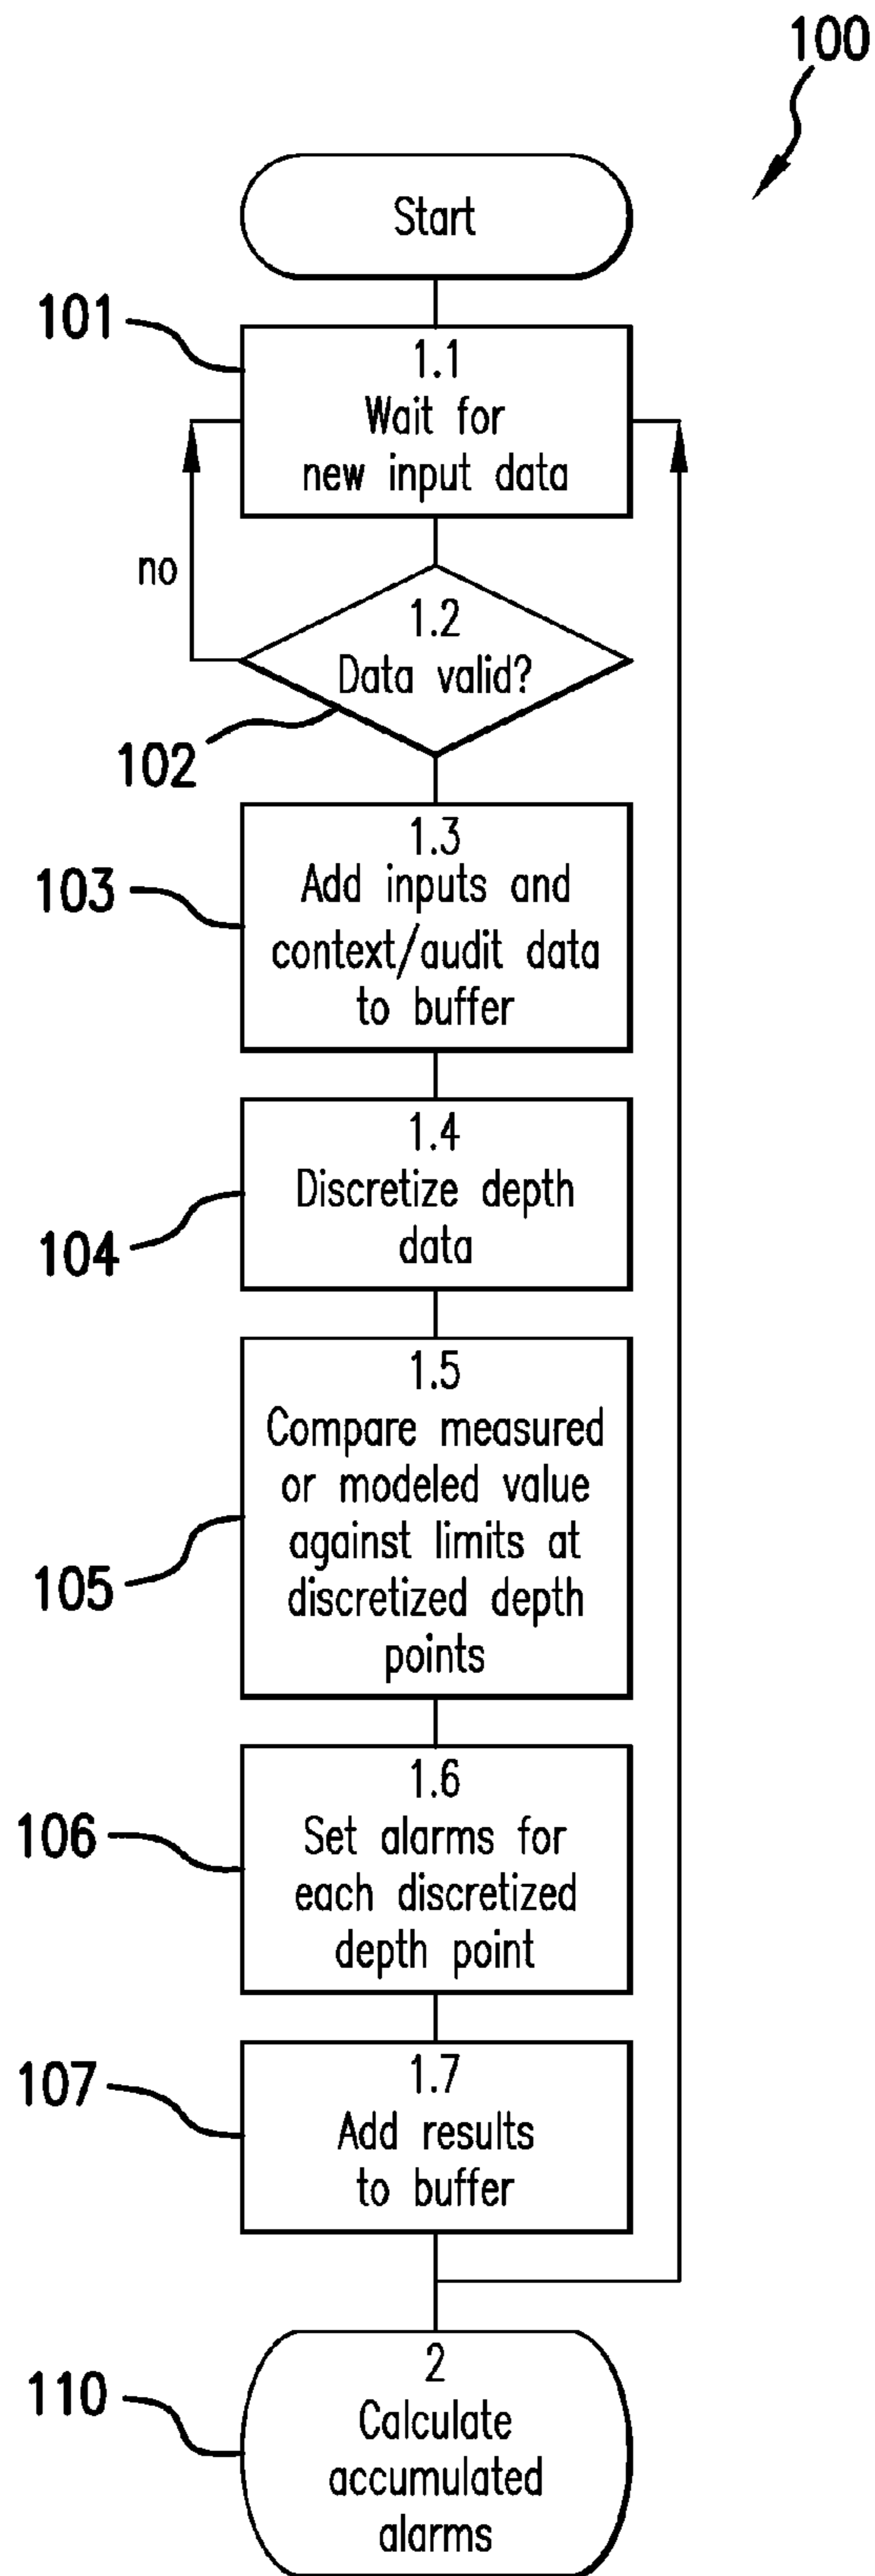 100
Start
101
1.1
Wait for
new input data
no
1.2
Data valid?
102
1.3
103
Add inputs and
context/audit data
to buffer
1.4
Discretize depth
data
104
1.5
Compare measured
or modeled value
against limits at
discretized depth
points
105
1.6
106
Set alarms for
each discretized
depth point
1.7
107
Add results
to buffer
2
110
Calculate
accumulated
alarms